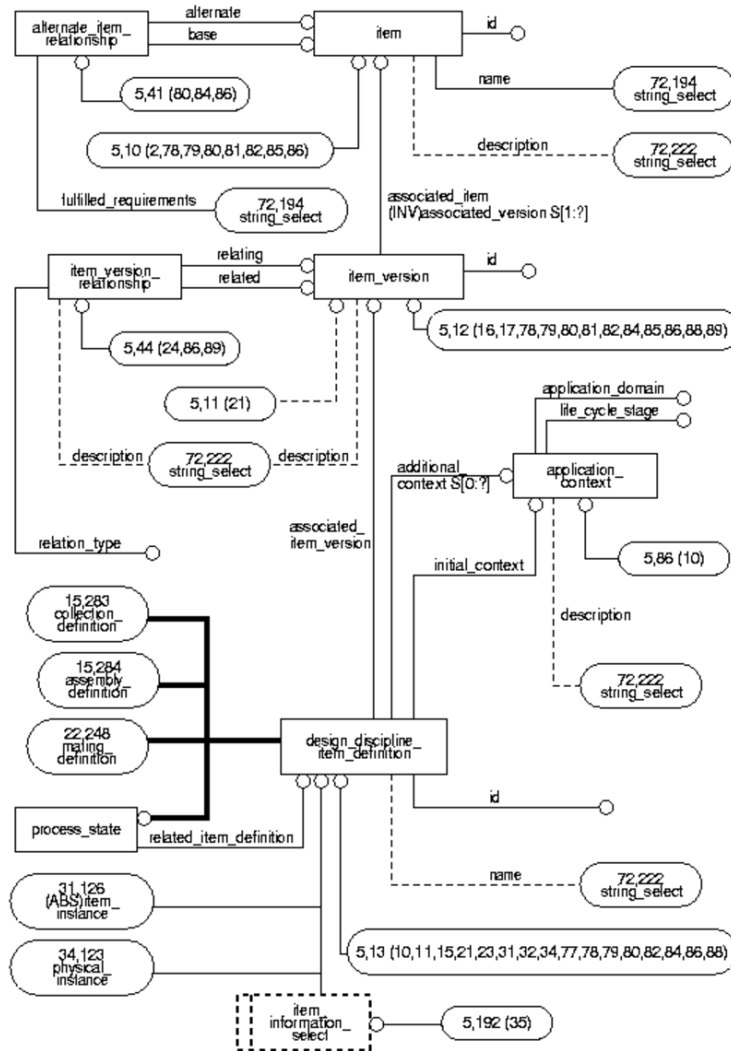 alternate
alternate_item_
relationship
base
item
id
name
72,194
string_select
5,41 (80,84,86)
5,10 (2,78,79,80,81,82,85,86)
description
72,222
string_select
fulfilled_requirements
72,194
string_select
associated_item
(INV)associated_version S[1:?]
relating
item_version_
relationship
related
item_version
id
5,44 (24,86,89)
5,12 (16,17,78,79,80,81,82,84,85,86,88,89)
5,11 (21)
application_domain
life_cycle_stage
description
72,222
string_select
description
additional_
context S[0:?]
application_
context
associated_
item_version
relation_type
initial_context
5,86 (10)
15,283
collection_
definition
description
15,284
assembly_
definition
72,222
string_select
22,248
mating_
definition
design_discipline_
item_definition
process_state
related_item_definition
id
name
72,222
string_select
31,126
(ABS)item_
instance
34,123
physical_
instance
5,13 (10,11,15,21,23,31,32,34,77,78,79,80,82,84,86,88)
item_
information_
select
5,192 (35)